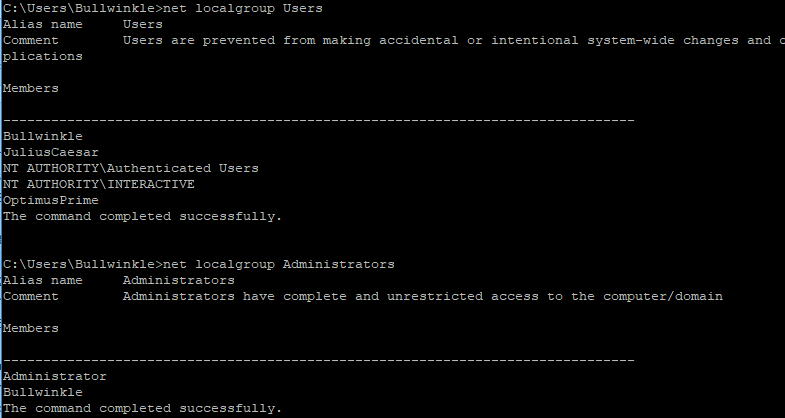 C:\Users\Bullwinkle>net localgroup Users
Alias name     Users
Comment        Users are prevented from making accidental or intentional system-wide changes and
plications
Members
-------------------------------------------------------------------------------
Bullwinkle
JuliusCaesar
NT AUTHORITY\Authenticated Users
NT AUTHORITY\INTERACTIVE
OptimusPrime
The command completed successfully.
C:\Users\Bullwinkle>net localgroup Administrators
Alias name     Administrators
Comment        Administrators have complete and unrestricted access to the computer/domain
Members
-------------------------------------------------------------------------------
Administrator
Bullwinkle
The command completed successfully.